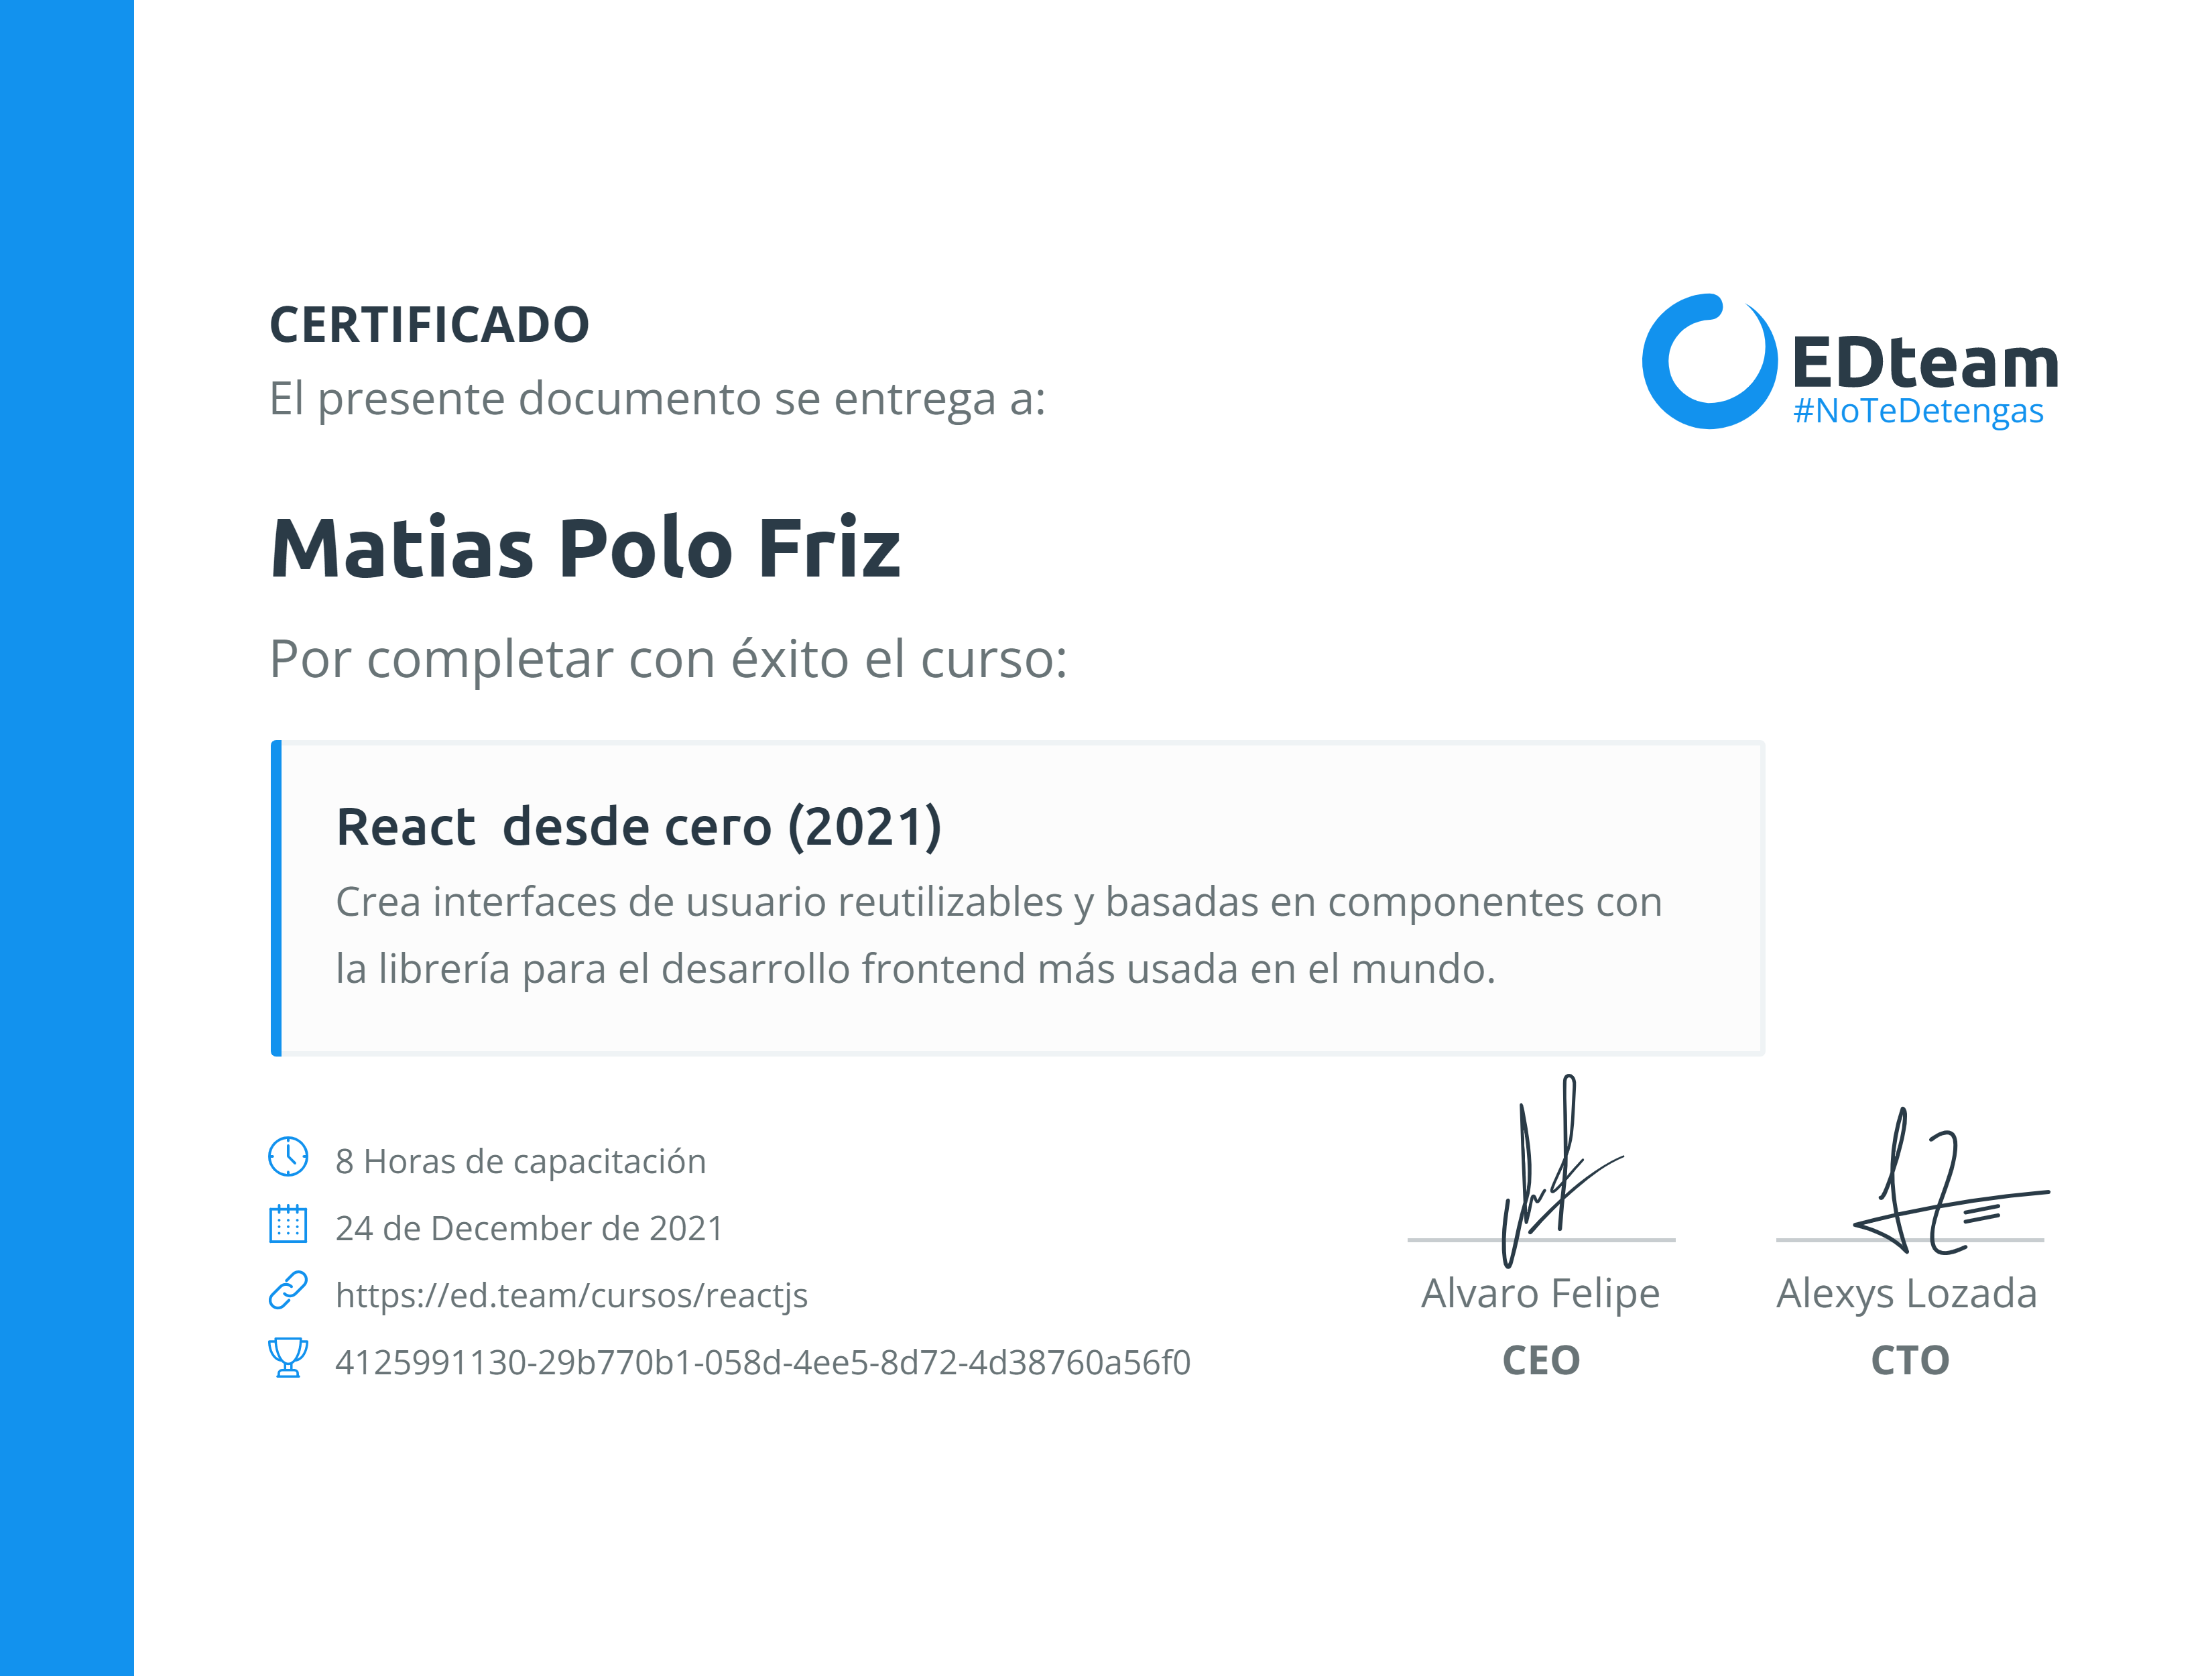 CERTIFICADO
El presente documento se entrega a:
EDteam
#NoTeDetengas
Matias Polo Friz
Por completar con éxito el curso:
React  desde cero (2021)
Crea interfaces de usuario reutilizables y basadas en componentes con
la librería para el desarrollo frontend más usada en el mundo.
8 Horas de capacitación
24 de December de 2021
https://ed.team/cursos/reactjs
4125991130-29b770b1-058d-4ee5-8d72-4d38760a56f0
Alvaro Felipe
CEO
Alexys Lozada
CTO